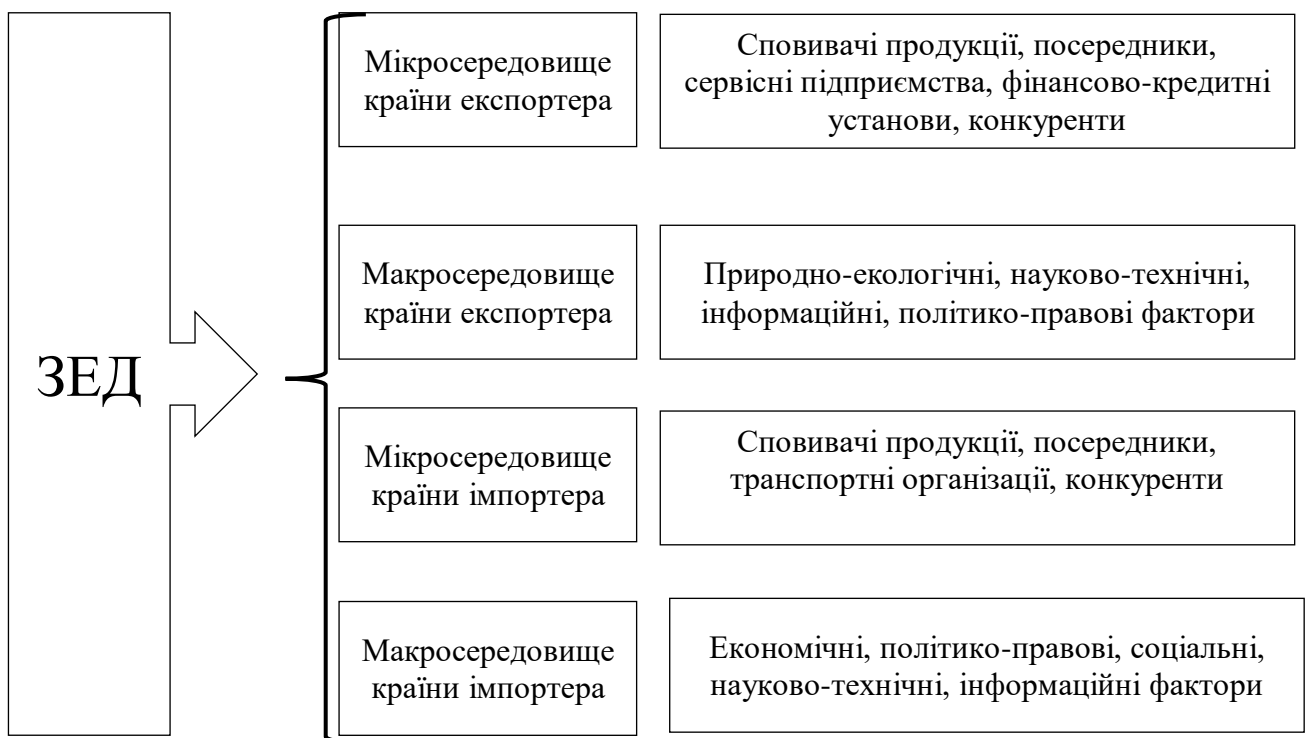 ЗЕД
Мікросередовище
країни експортера
Сповивачі продукції, посередники,
сервісні підприємства, фінансово-кредитні
установи, конкуренти
Макросередовище
країни експортера
Природно-екологічні, науково-технічні,
інформаційні, політико-правові фактори
Мікросередовище
країни імпортера
Сповивачі продукції, посередники,
транспортні організації, конкуренти
Макросередовище
країни імпортера
Економічні, політико-правові, соціальні,
науково-технічні, інформаційні фактори